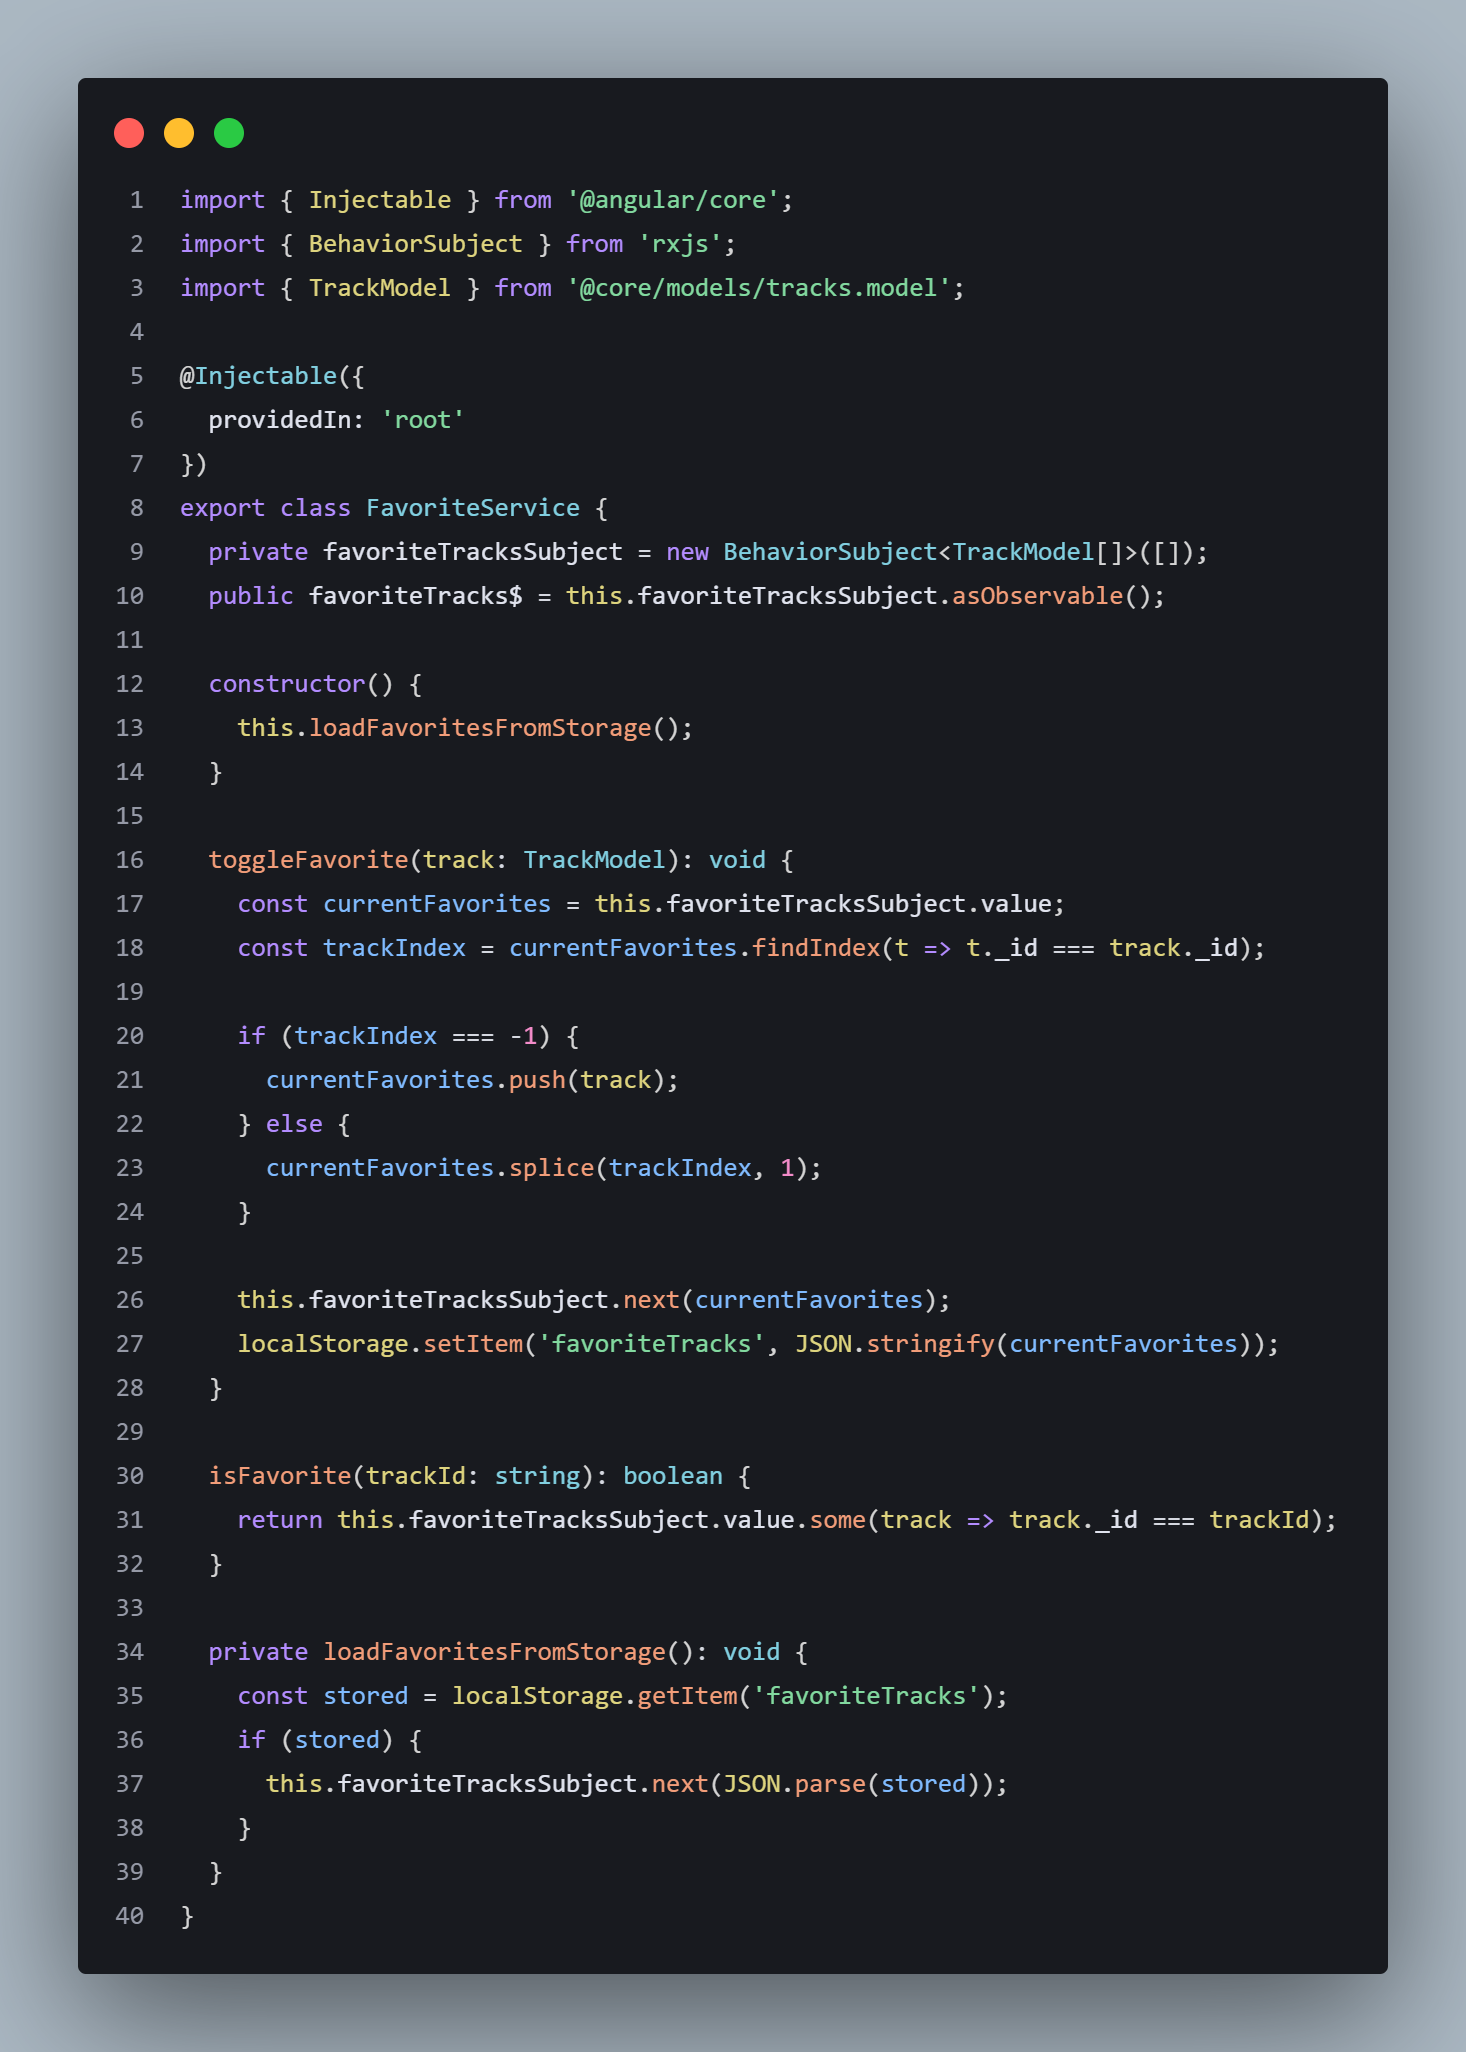 1 import { Injectable } from '@angular/core';
2 import { BehaviorSubject } from 'rxjs';
3 import { TrackModel } from '@core/models/tracks.model';
4
5 @Injectable({
6   providedIn: 'root'
7 })
8 export class FavoriteService {
9   private favoriteTracksSubject = new BehaviorSubject<TrackModel[]>([]);
10   public favoriteTracks$ = this.favoriteTracksSubject.asObservable();
11
12   constructor() {
13     this.loadFavoritesFromStorage();
14   }
15
16   toggleFavorite(track: TrackModel): void {
17     const currentFavorites = this.favoriteTracksSubject.value;
18     const trackIndex = currentFavorites.findIndex(t => t._id === track._id);
19
20     if (trackIndex === -1) {
21       currentFavorites.push(track);
22     } else {
23       currentFavorites.splice(trackIndex, 1);
24     }
25
26     this.favoriteTracksSubject.next(currentFavorites);
27     localStorage.setItem('favoriteTracks', JSON.stringify(currentFavorites));
28   }
29
30   isFavorite(trackId: string): boolean {
31     return this.favoriteTracksSubject.value.some(track => track._id === trackId);
32   }
33
34   private loadFavoritesFromStorage(): void {
35     const stored = localStorage.getItem('favoriteTracks');
36     if (stored) {
37       this.favoriteTracksSubject.next(JSON.parse(stored));
38     }
39   }
40 }